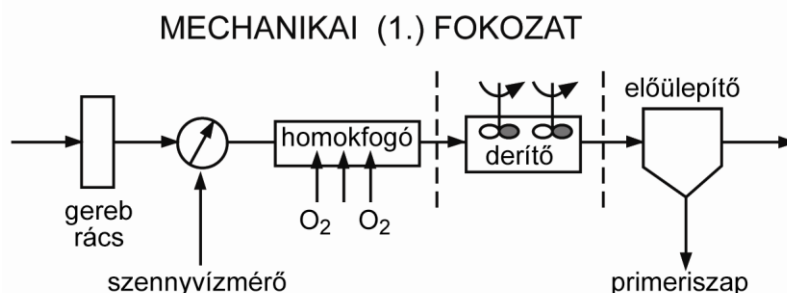 MECHANIKAI (1.) FOKOZAT
előülepítő
homokfogó
derítő
gereb
rács
O₂ O₂
szennyvízmérő
primeriszap